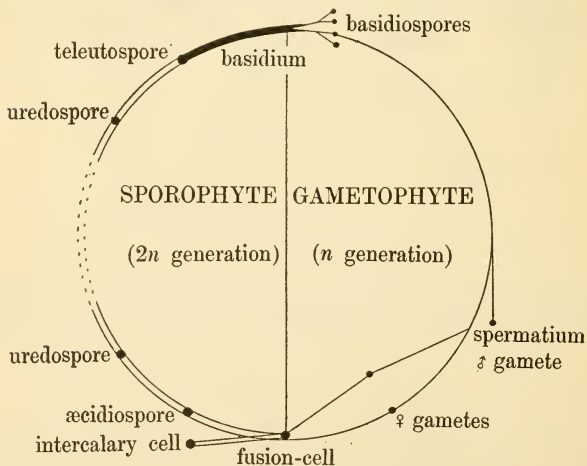 basidiospores
teleutospore
basidium
uredospore
SPOROPHYTE GAMETOPHYTE
(2n generation) (n generation)
spermatium
♂ gamete
uredospore
æcidiospore
♀ gametes
intercalary cell
fusion-cell